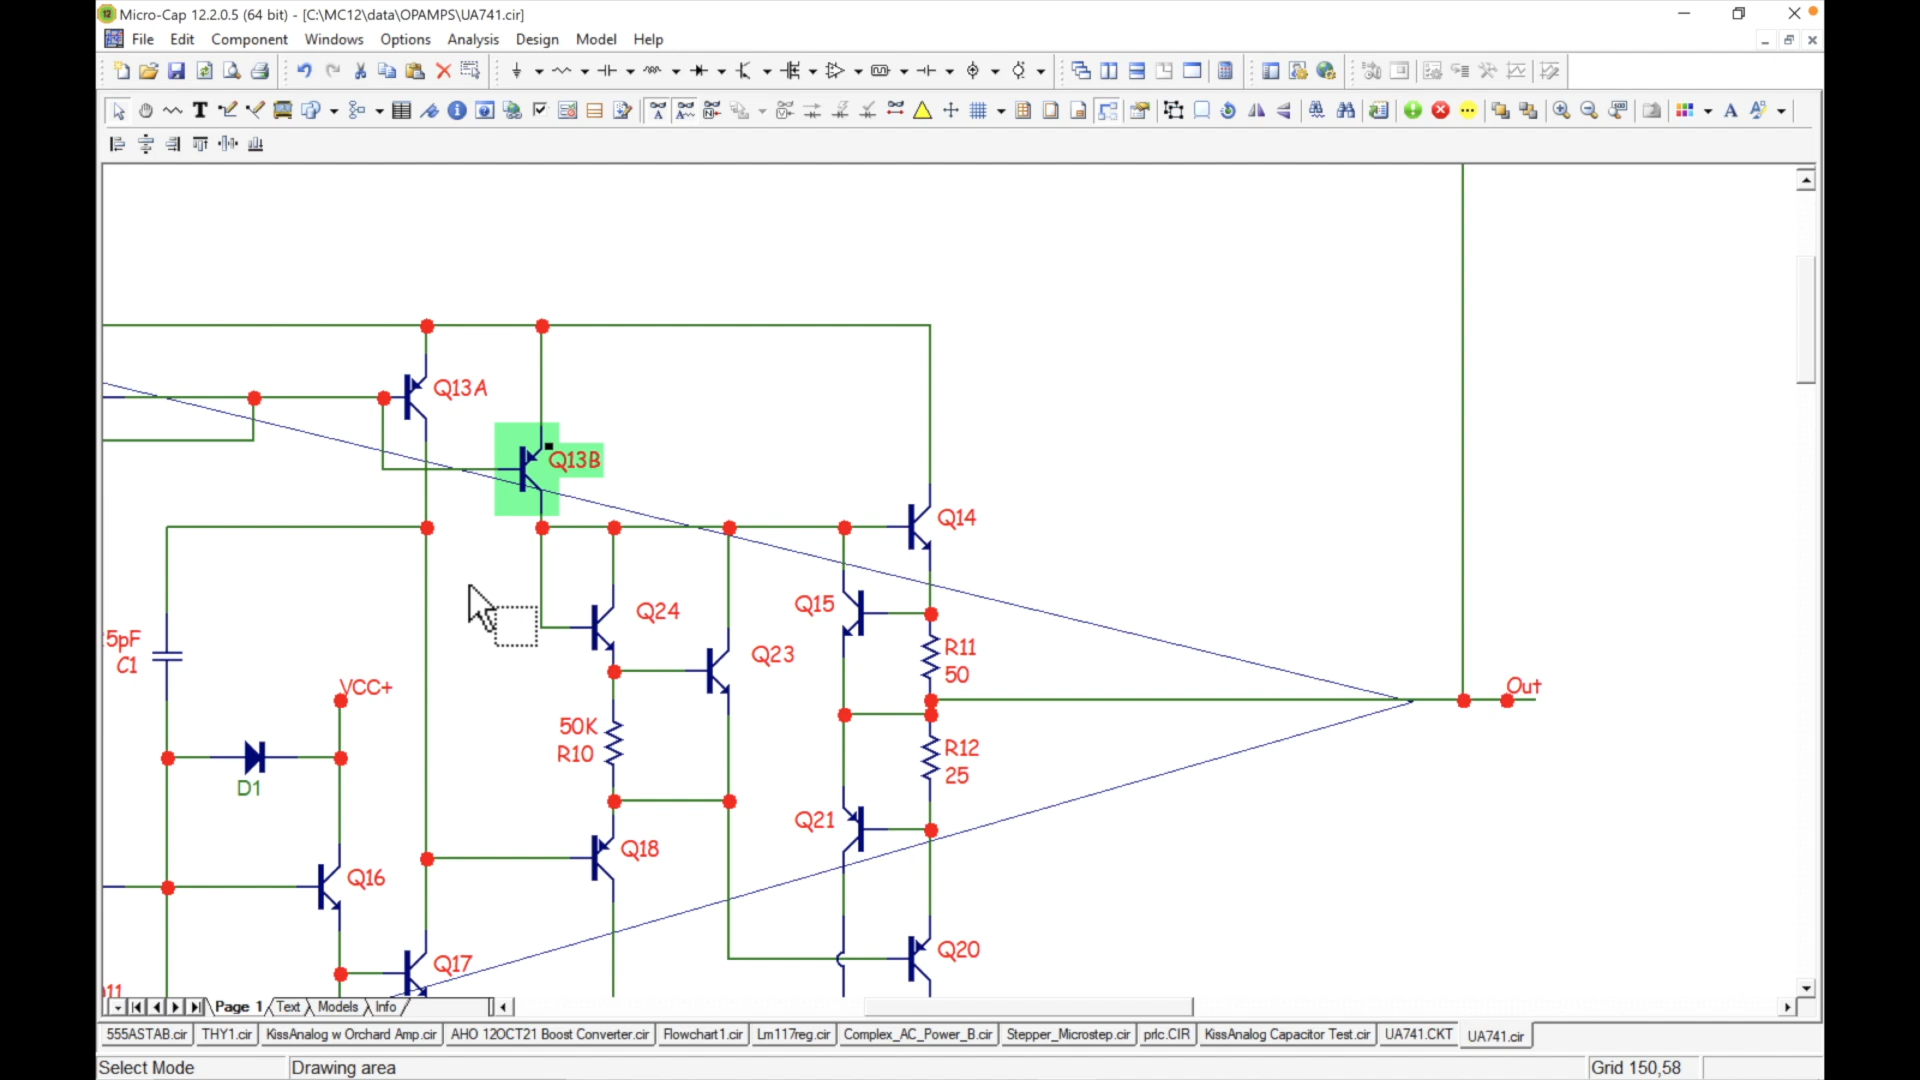 12
Micro-Cap 12.2.0.5 (64 bit) - [C:\MC12\data\OPAMPS\UA741.cir]
File Edit Component Windows Options Analysis Design Model Help
Q13A
Q13B
Q14
Q15
Q24
5pF
C1
Q23
R11
50
VCC+
Out
50K
R10
R12
25
D1
Q21
Q18
Q16
Q20
Q17
Page 1 Text Models Info
555ASTAB.cir THY1.cir KissAnalog w Orchard Amp.cir AHO 12OCT21 Boost Converter.cir Flowchart1.cir Lm117reg.cir Complex_AC_Power_B.cir Stepper_Microstep.cir prlc.CIR KissAnalog Capacitor Test.cir UA741.CKT UA741.cir
Select Mode Drawing area Grid 150,58